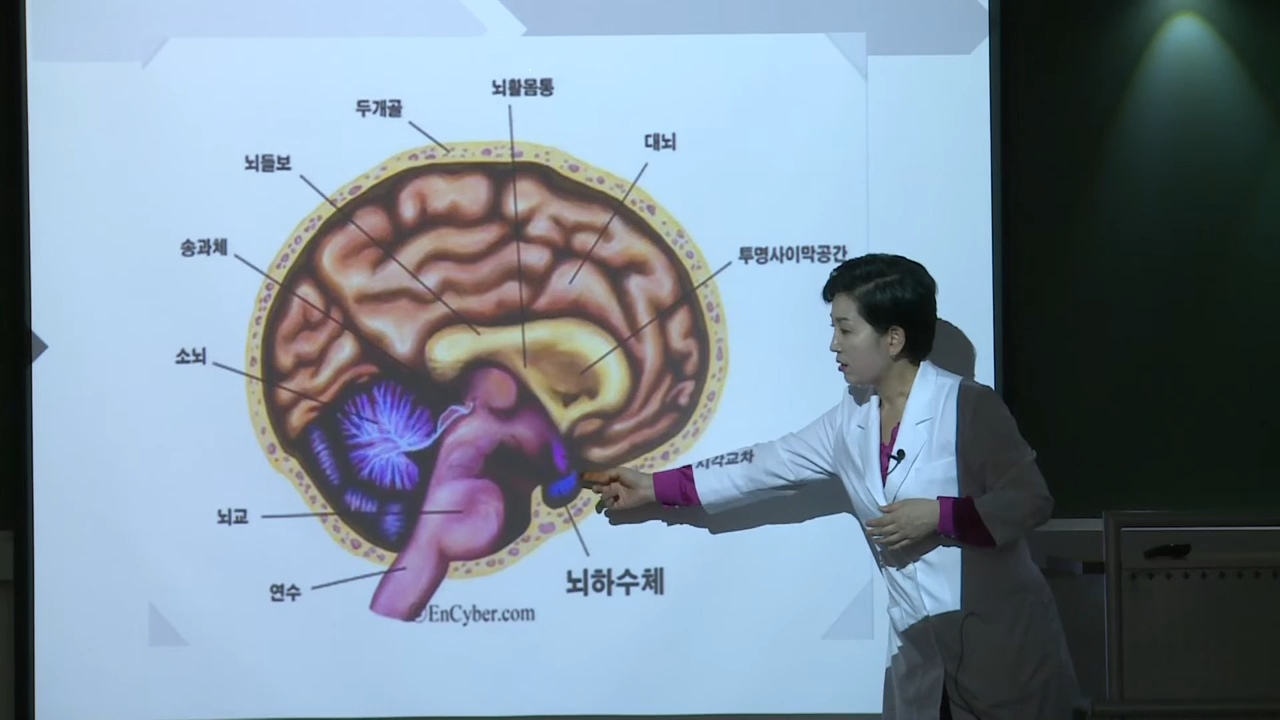 뇌활몸통
두개골
대뇌
뇌들보
송과체
투명사이막공간
소뇌
시각교차
뇌교
뇌하수체
연수
©EnCyber.com